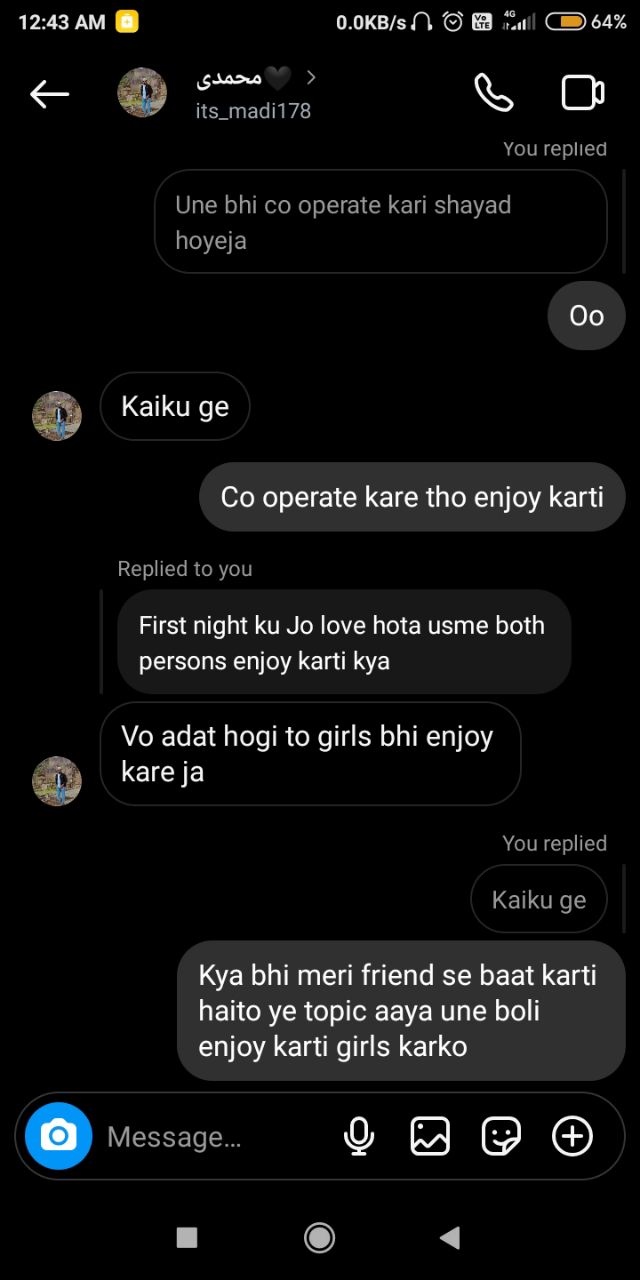 12:43 AM 0.0KB/s Vo LTE 4G 64%
محمدی🖤
its_madi178
You replied
Une bhi co operate kari shayad
hoyeja
Oo
Kaiku ge
Co operate kare tho enjoy karti
Replied to you
First night ku Jo love hota usme both
persons enjoy karti kya
Vo adat hogi to girls bhi enjoy
kare ja
You replied
Kaiku ge
Kya bhi meri friend se baat karti
haito ye topic aaya une boli
enjoy karti girls karko
Message...